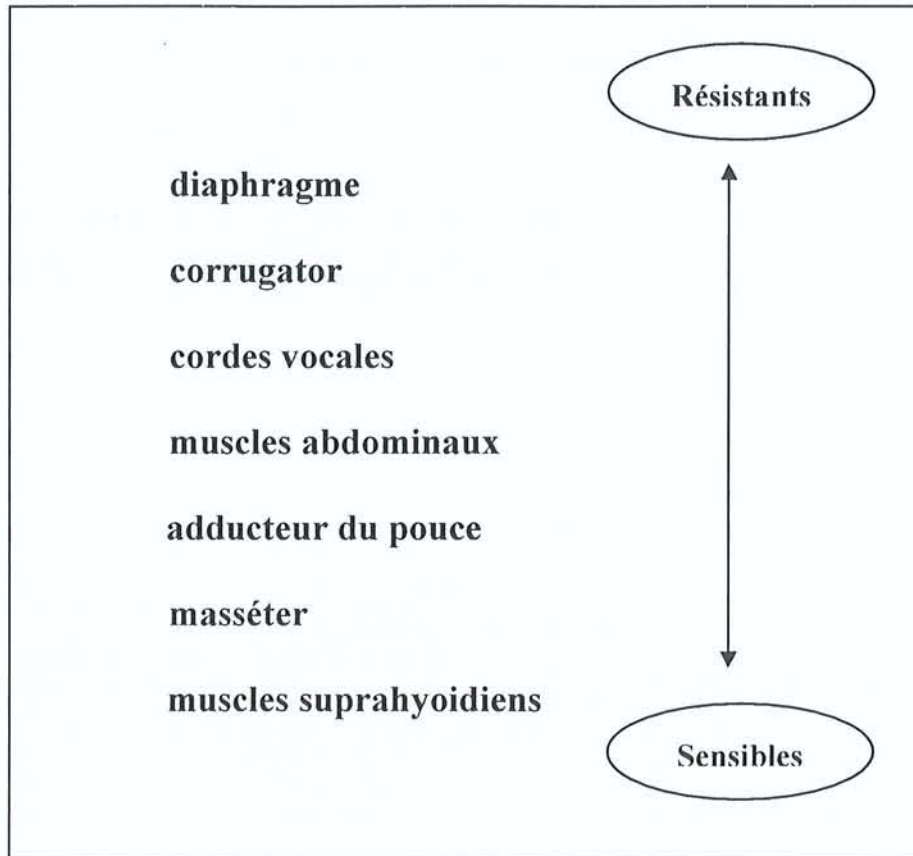 Résistants
diaphragme
corrugator
cordes vocales
muscles abdominaux
adducteur du pouce
masséter
muscles suprahyoidiens
Sensibles